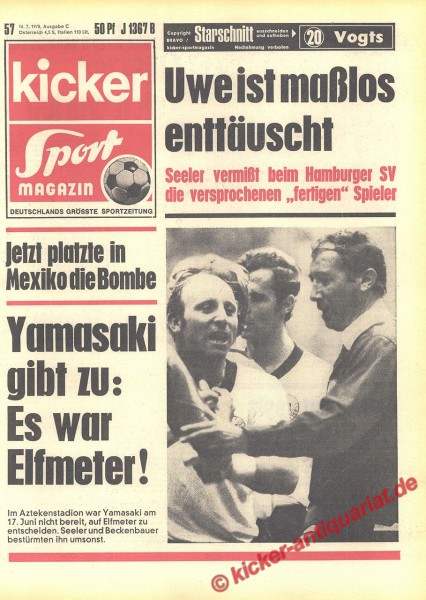 57
16. 7. 1970, Ausgabe C
Österreich 4,5 S, Italien 110 Lit.
50 Pf J 1367 B
Copyright
BRAVO /
kicker-sportmagazin
Starschnitt
ausschneiden
und aufheben
Nachahmung verboten
20 Vogts
kicker
Sport
MAGAZIN
DEUTSCHLANDS GRÖSSTE SPORTZEITUNG
Uwe ist maßlos
enttäuscht
Seeler vermißt beim Hamburger SV
die versprochenen „fertigen" Spieler
Jetzt platzte in
Mexiko die Bombe
Yamasaki
gibt zu:
Es war
Elfmeter!
Im Aztekenstadion war Yamasaki am
17. Juni nicht bereit, auf Elfmeter zu
entscheiden. Seeler und Beckenbauer
bestürmten ihn umsonst.
© kicker-antiquariat.de